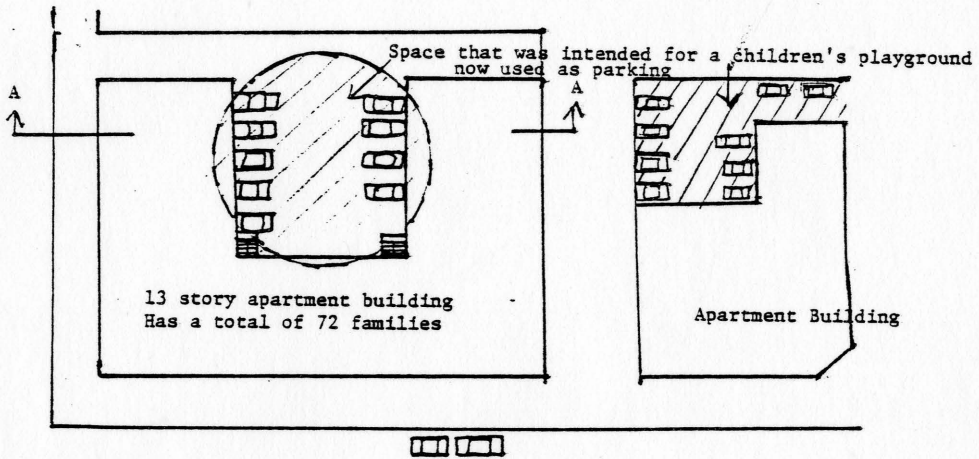 Space that was intended for a children's playground
now used as parking
A
A
13 story apartment building
Has a total of 72 families
Apartment Building